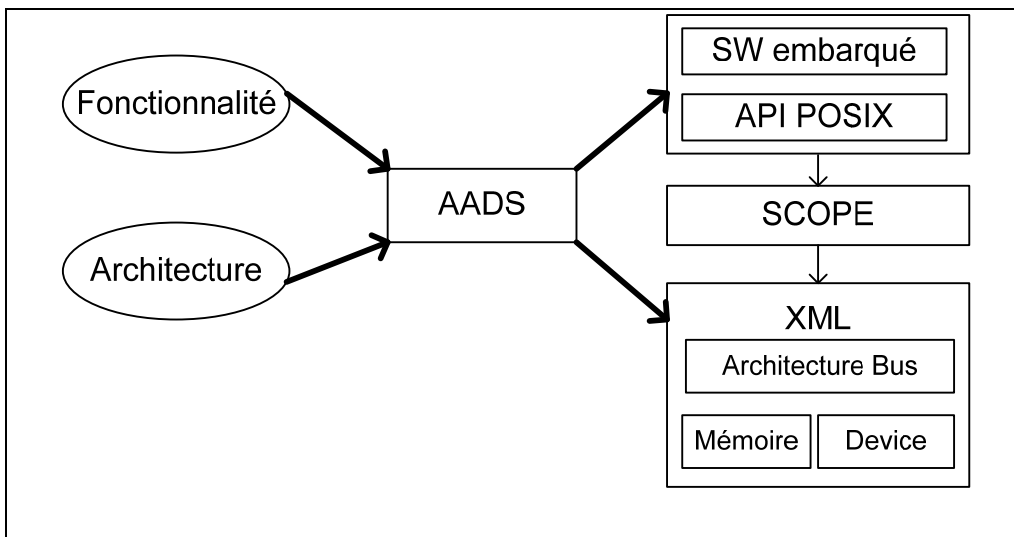 Fonctionnalité
Architecture
AADS
SW embarqué
API POSIX
SCOPE
XML
Architecture Bus
Mémoire
Device